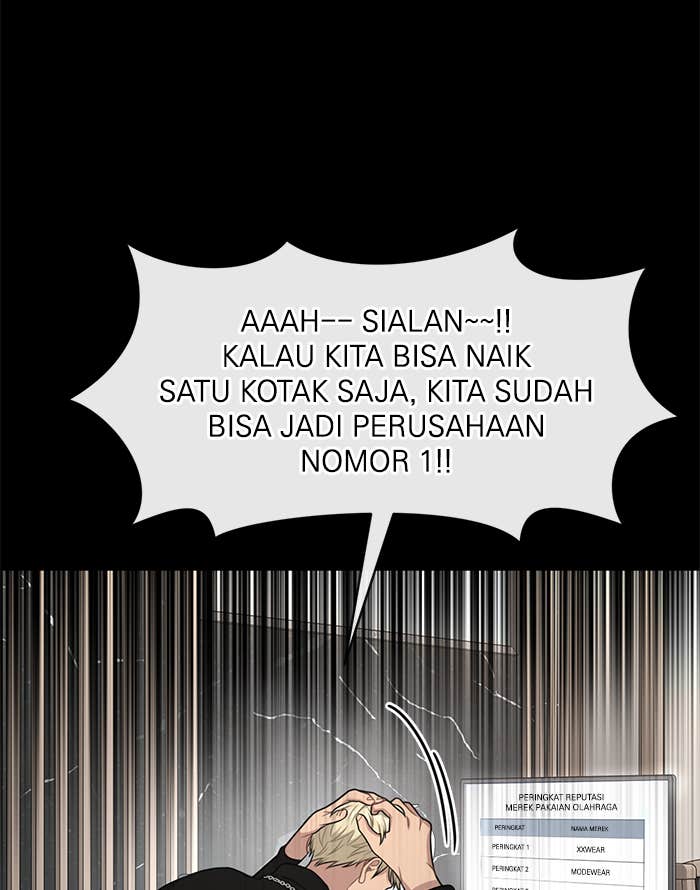 AAAH-- SIALAN~~!!
KALAU KITA BISA NAIK
SATU KOTAK SAJA, KITA SUDAH
BISA JADI PERUSAHAAN
NOMOR 1!!
PERINGKAT REPUTASI
MEREK PAKAIAN OLAHRAGA
PERINGKAT NAMA MEREK
PERINGKAT 1 XXWEAR
PERINGKAT 2 MODEWEAR